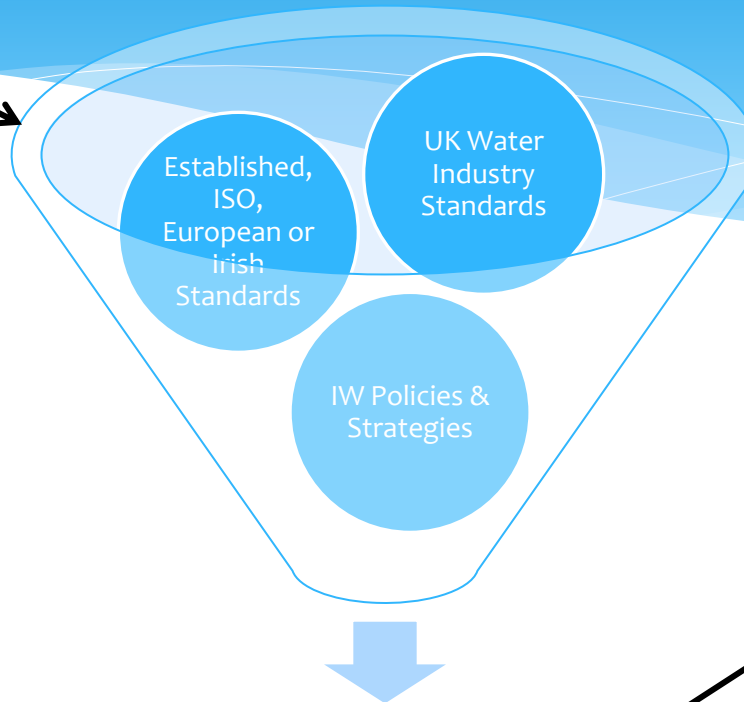 Established,
ISO,
European or
Irish
Standards
UK Water
Industry
Standards
IW Policies &
Strategies